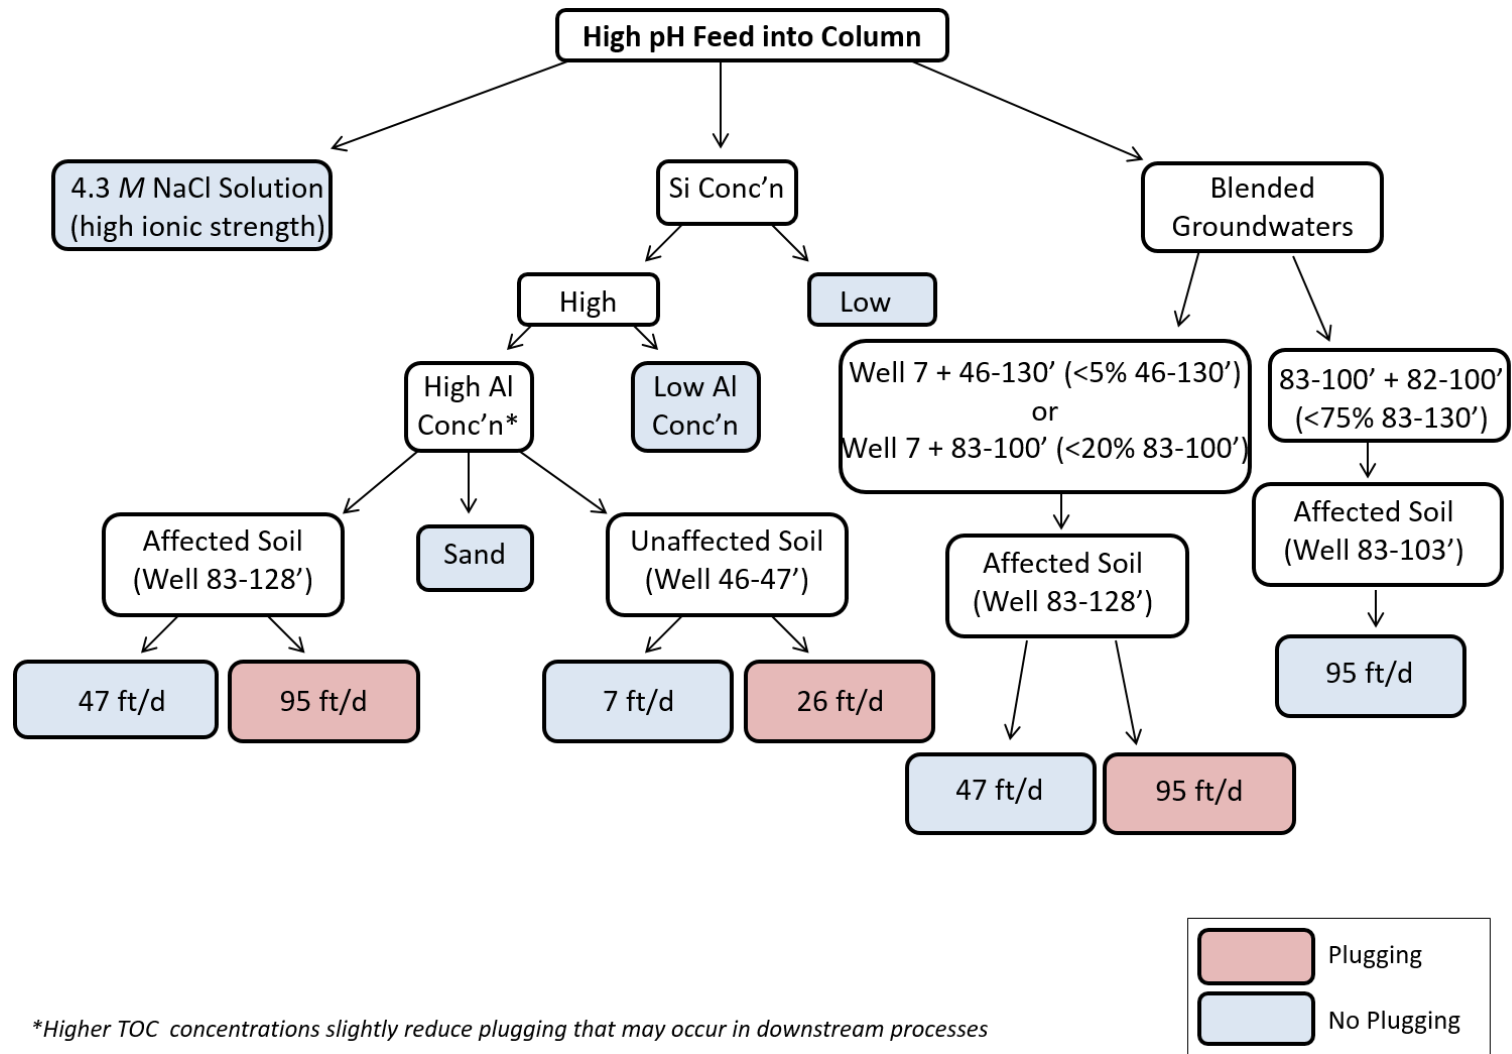 High pH Feed into Column
4.3 M NaCl Solution
(high ionic strength)
Si Conc’n
Blended
Groundwaters
High
Low
High Al
Conc’n*
Low Al
Conc’n
Well 7 + 46-130’ (<5% 46-130’)
or
Well 7 + 83-100’ (<20% 83-100’)
83-100’ + 82-100’
(<75% 83-130’)
Affected Soil
(Well 83-128’)
Sand
Unaffected Soil
(Well 46-47’)
Affected Soil
(Well 83-128’)
Affected Soil
(Well 83-103’)
47 ft/d
95 ft/d
7 ft/d
26 ft/d
95 ft/d
47 ft/d
95 ft/d
Plugging
No Plugging
*Higher TOC concentrations slightly reduce plugging that may occur in downstream processes